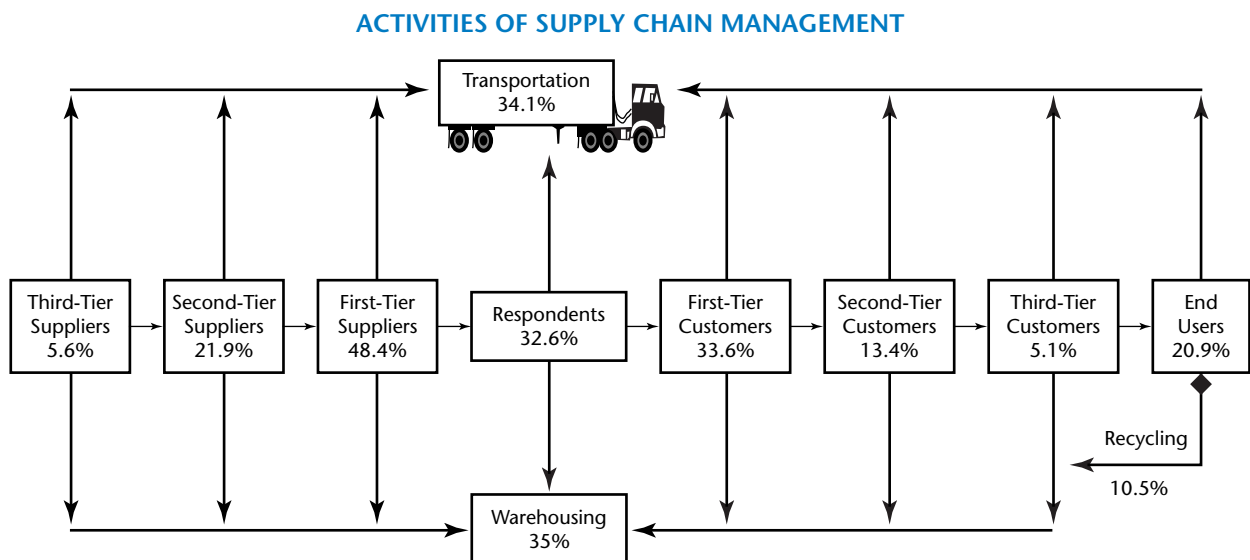 ACTIVITIES OF SUPPLY CHAIN MANAGEMENT
Transportation
34.1%
Third-Tier
Suppliers
5.6%
Second-Tier
Suppliers
21.9%
First-Tier
Suppliers
48.4%
Respondents
32.6%
First-Tier
Customers
33.6%
Second-Tier
Customers
13.4%
Third-Tier
Customers
5.1%
End
Users
20.9%
Recycling
10.5%
Warehousing
35%